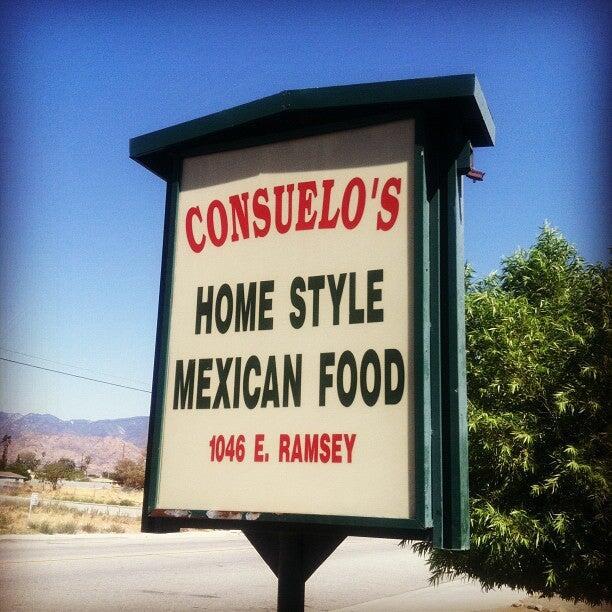 CONSUELO'S
HOME STYLE
MEXICAN FOOD
1046 E. RAMSEY